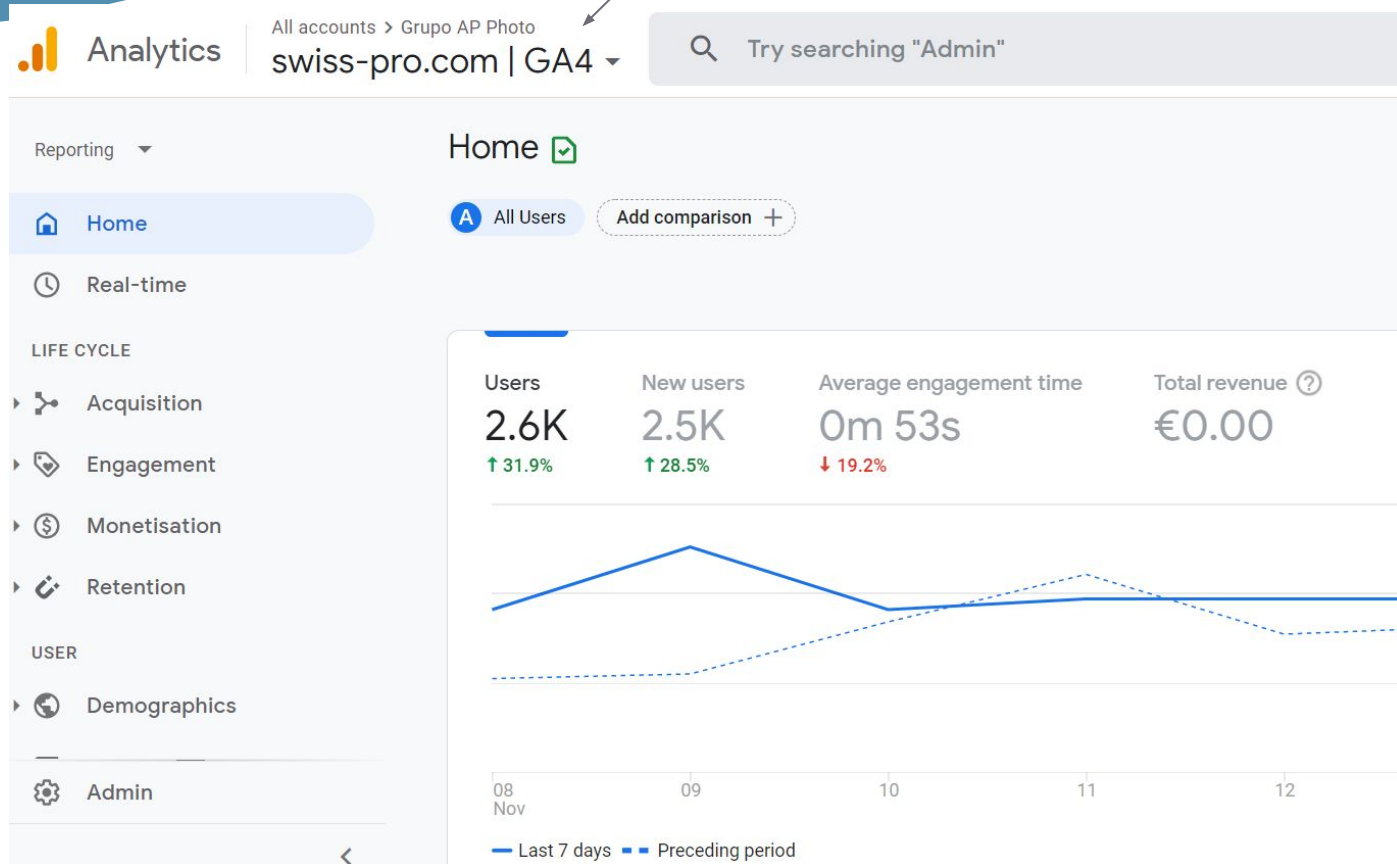 Analytics
All accounts > Grupo AP Photo
swiss-pro.com | GA4
Try searching "Admin"
Reporting
Home
Real-time
LIFE CYCLE
Acquisition
Engagement
Monetisation
Retention
USER
Demographics
Admin
Home
A All Users
Add comparison +
Users
2.6K
↑ 31.9%
New users
2.5K
↑ 28.5%
Average engagement time
0m 53s
↓ 19.2%
Total revenue ?
€0.00
08 09 10 11 12
Nov
Last 7 days Preceding period